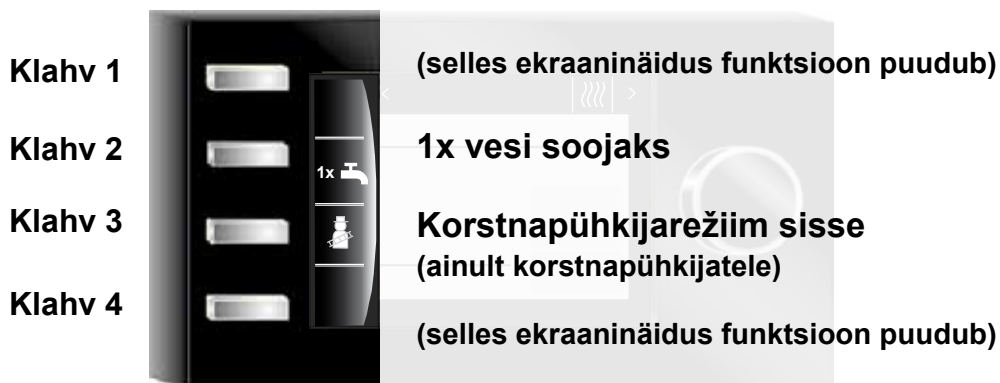 Klahv 1
(selles ekraaninäidus funktsioon puudub)
Klahv 2
1x
1x vesi soojaks
Klahv 3
Korstnapühkijarežiim sisse
(ainult korstnapühkijatele)
Klahv 4
(selles ekraaninäidus funktsioon puudub)